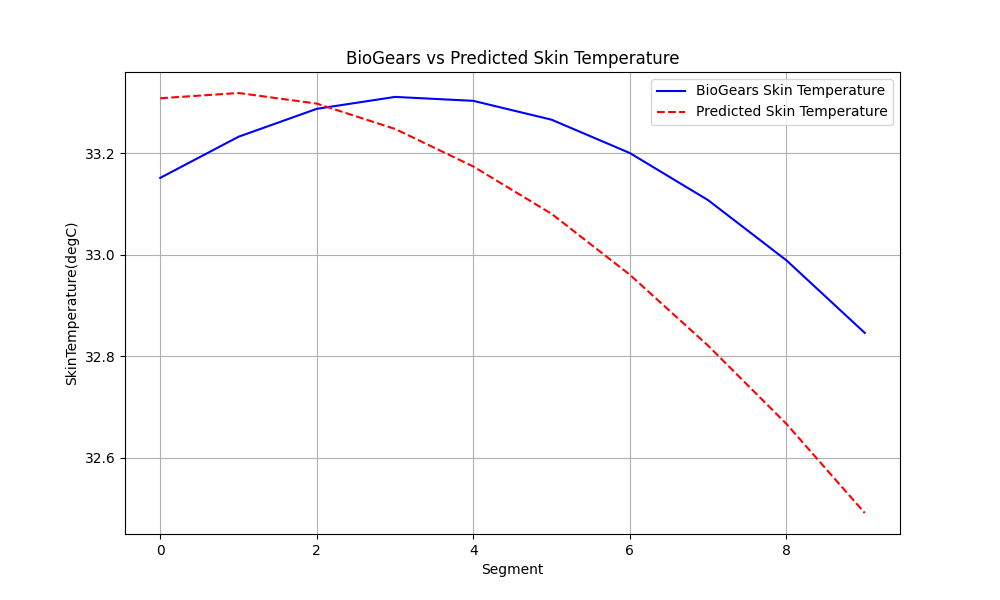 BioGears vs Predicted Skin Temperature
BioGears Skin Temperature
Predicted Skin Temperature
33.2
33.0
32.8
32.6
SkinTemperature(degC)
0 2 4 6 8
Segment